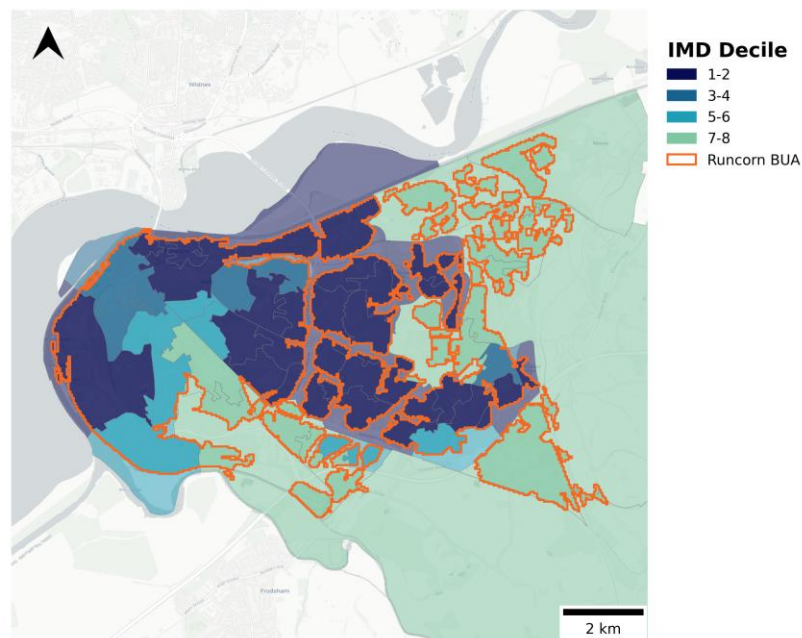 IMD Decile
1-2
3-4
5-6
7-8
Runcorn BUA
Widnes
Frodsham
2 km